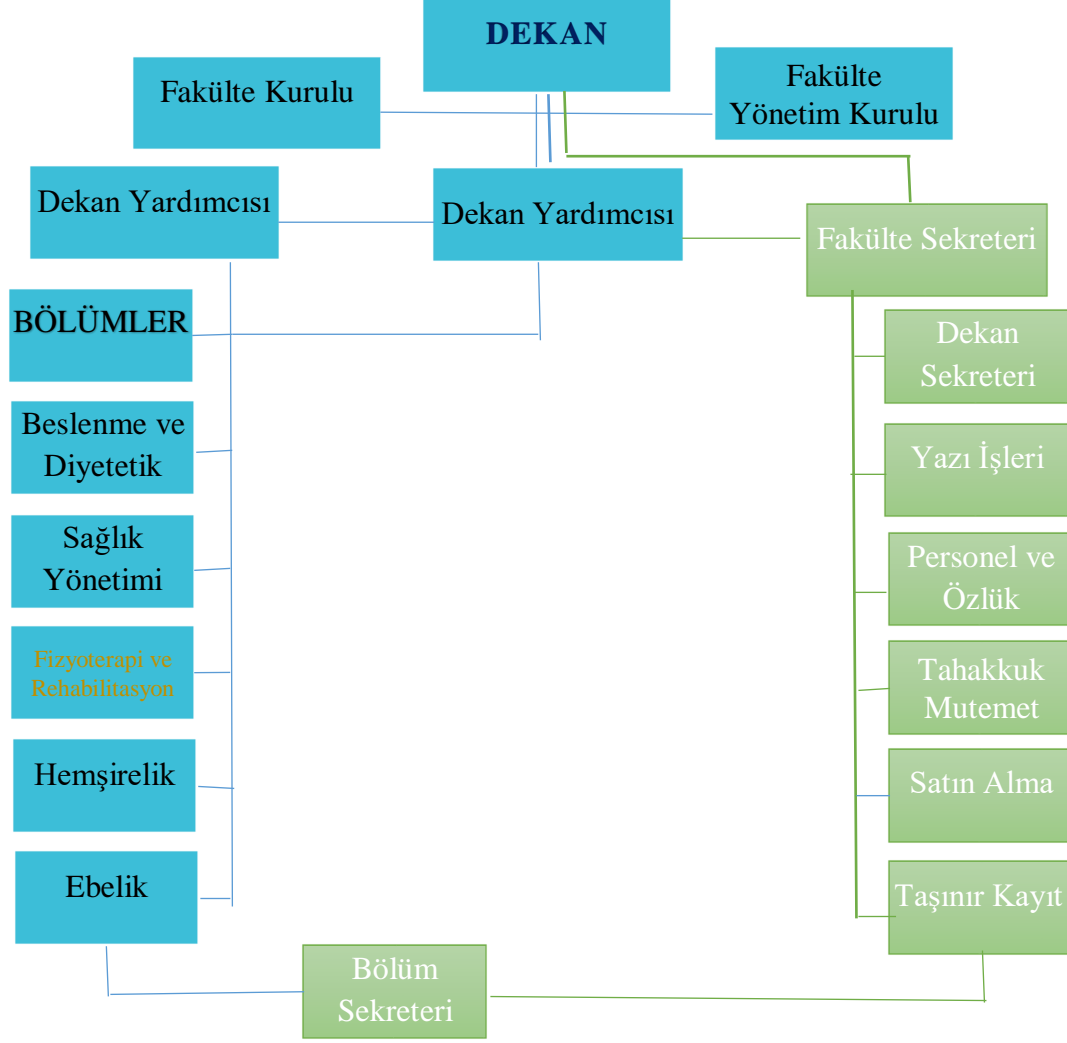 DEKAN
Fakülte Kurulu
Fakülte
Yönetim Kurulu
Dekan Yardımcısı
Dekan Yardımcısı
Fakülte Sekreteri
BÖLÜMLER
Dekan
Sekreteri
Beslenme ve
Diyetetik
Yazı İşleri
Sağlık
Yönetimi
Personel ve
Özlük
Fizyoterapi ve
Rehabilitasyon
Tahakkuk
Mutemet
Hemşirelik
Satın Alma
Ebelik
Taşınır Kayıt
Bölüm
Sekreteri